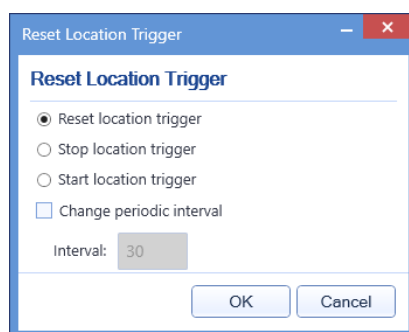 Reset Location Trigger
Reset Location Trigger
Reset location trigger
Stop location trigger
Start location trigger
Change periodic interval
Interval: 30
OK Cancel